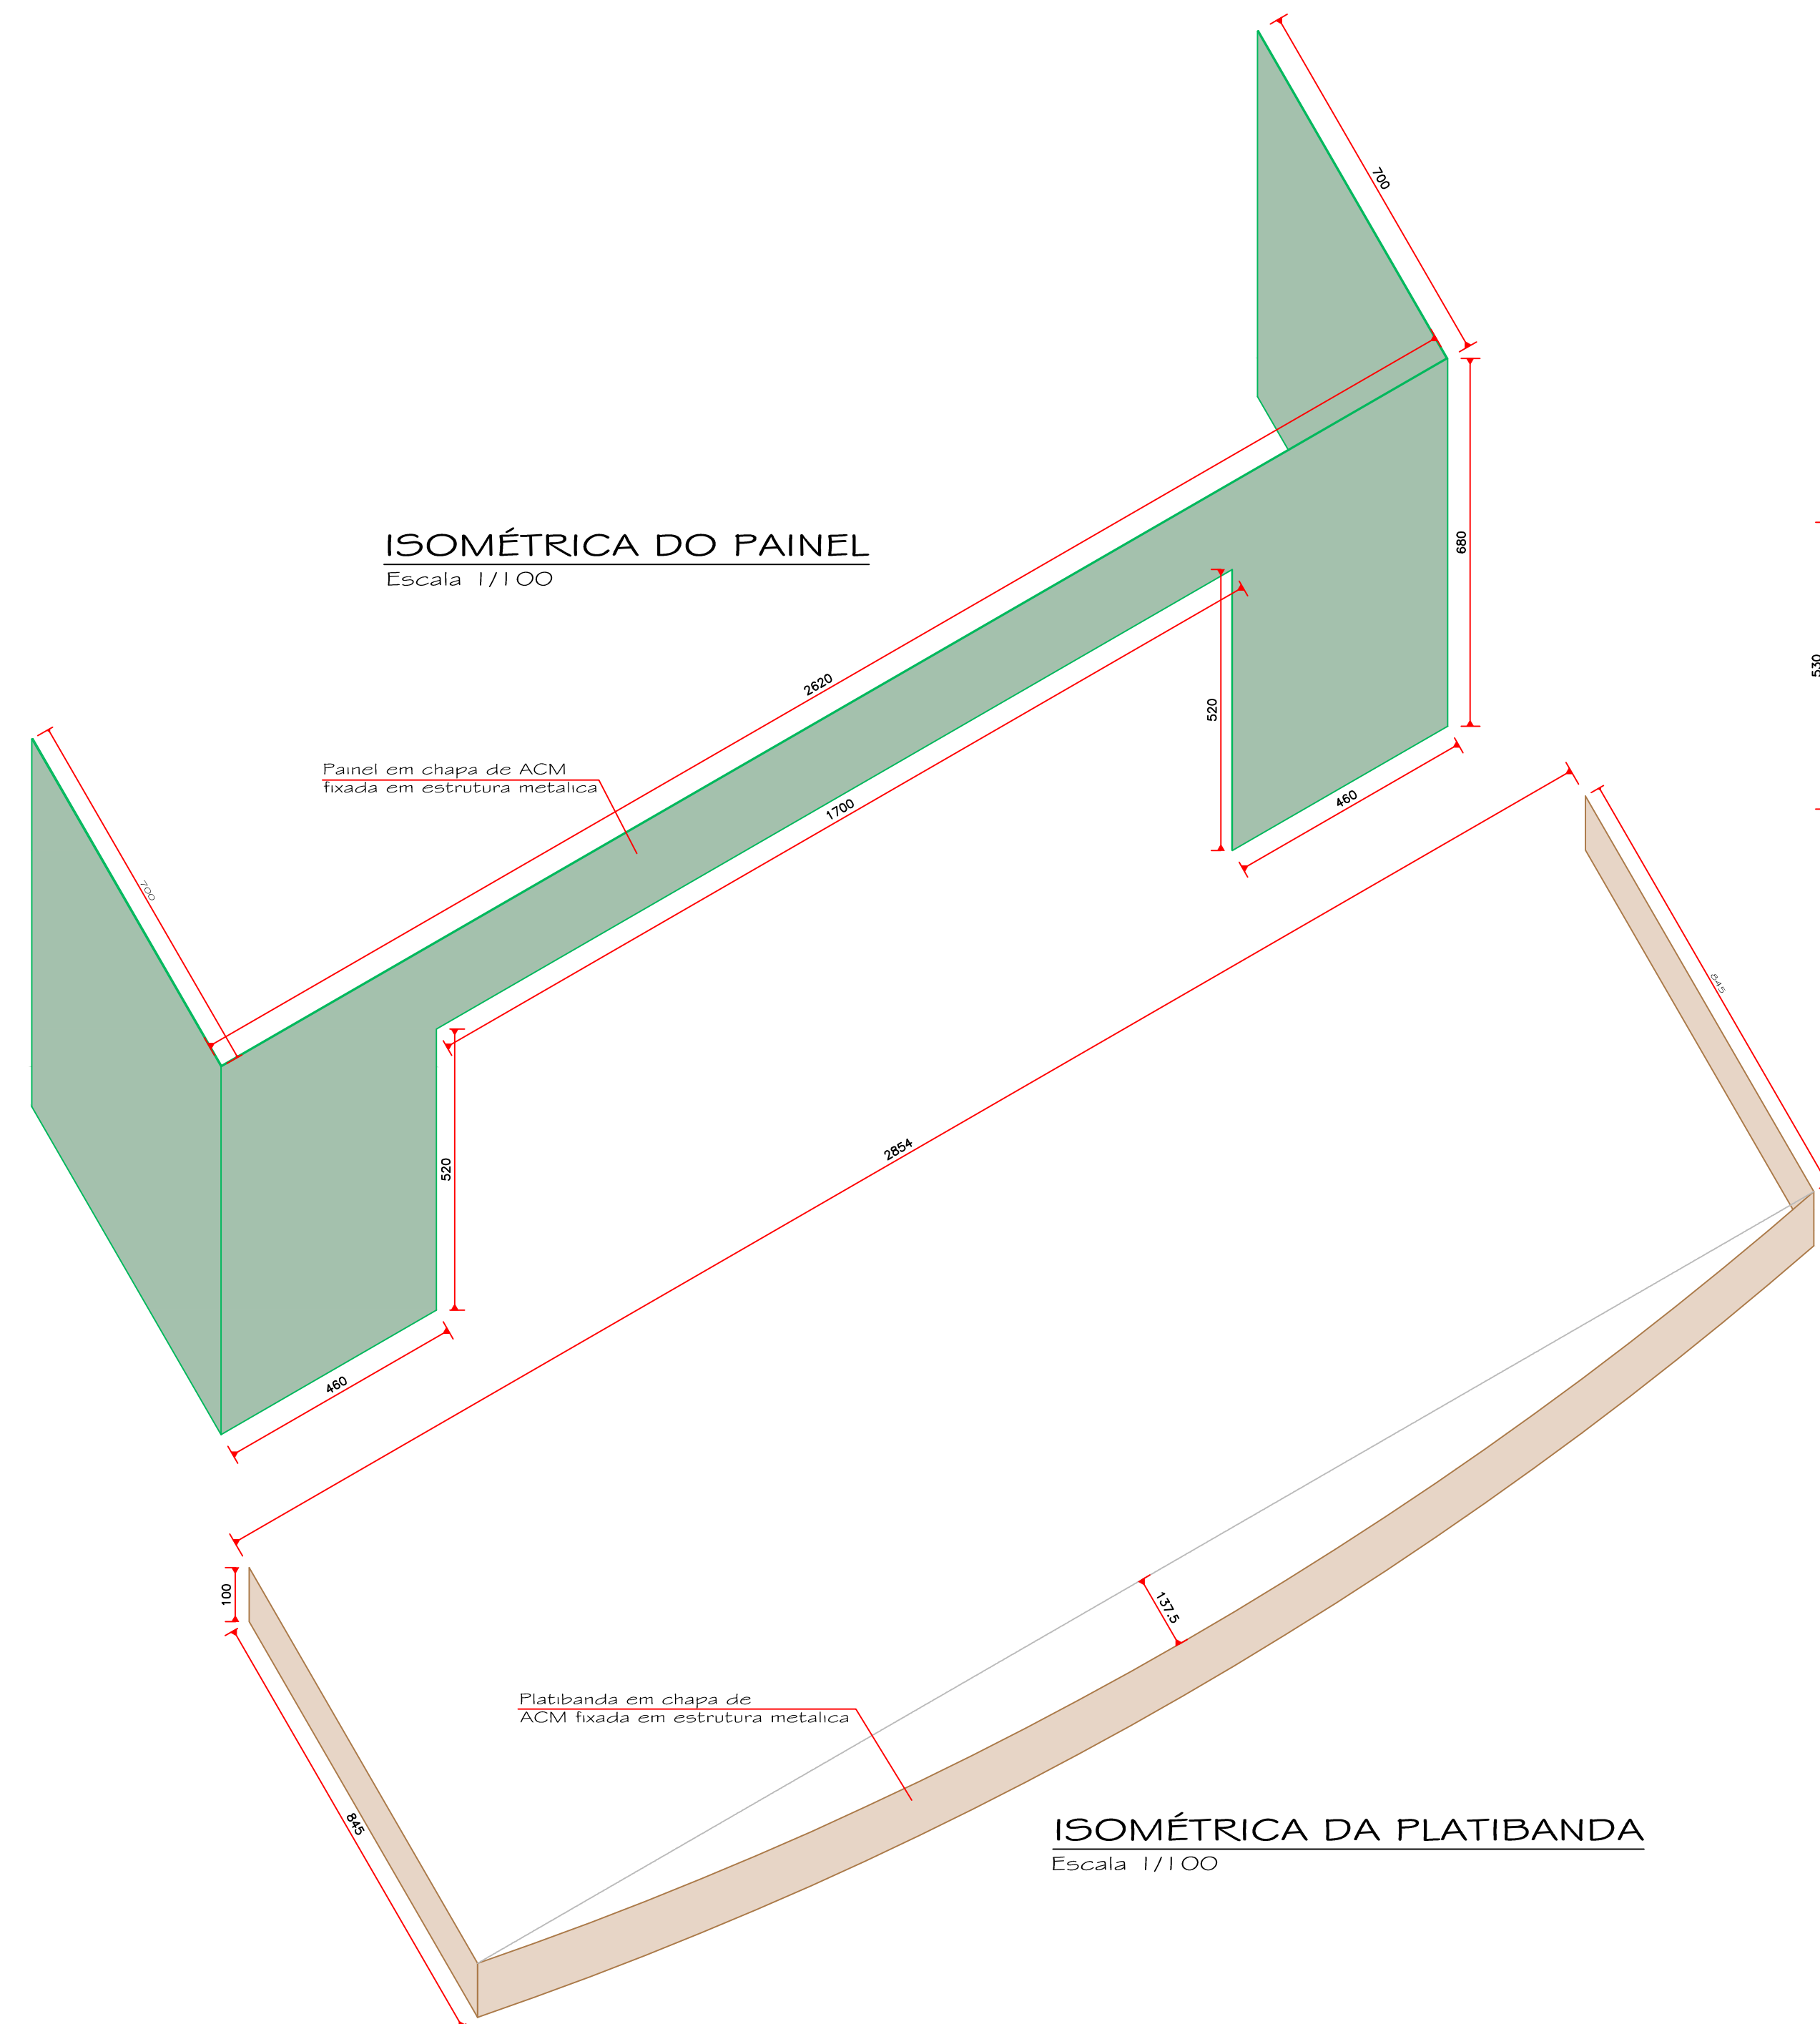 700
ISOMÉTRICA DO PAINEL
Escala 1/100
680
530
2620
520
Painel em chapa de ACM
fixada em estrutura metalica
1700
460
700
845
2854
520
460
100
137.5
Platibanda em chapa de
ACM fixada em estrutura metalica
845
ISOMÉTRICA DA PLATIBANDA
Escala 1/100